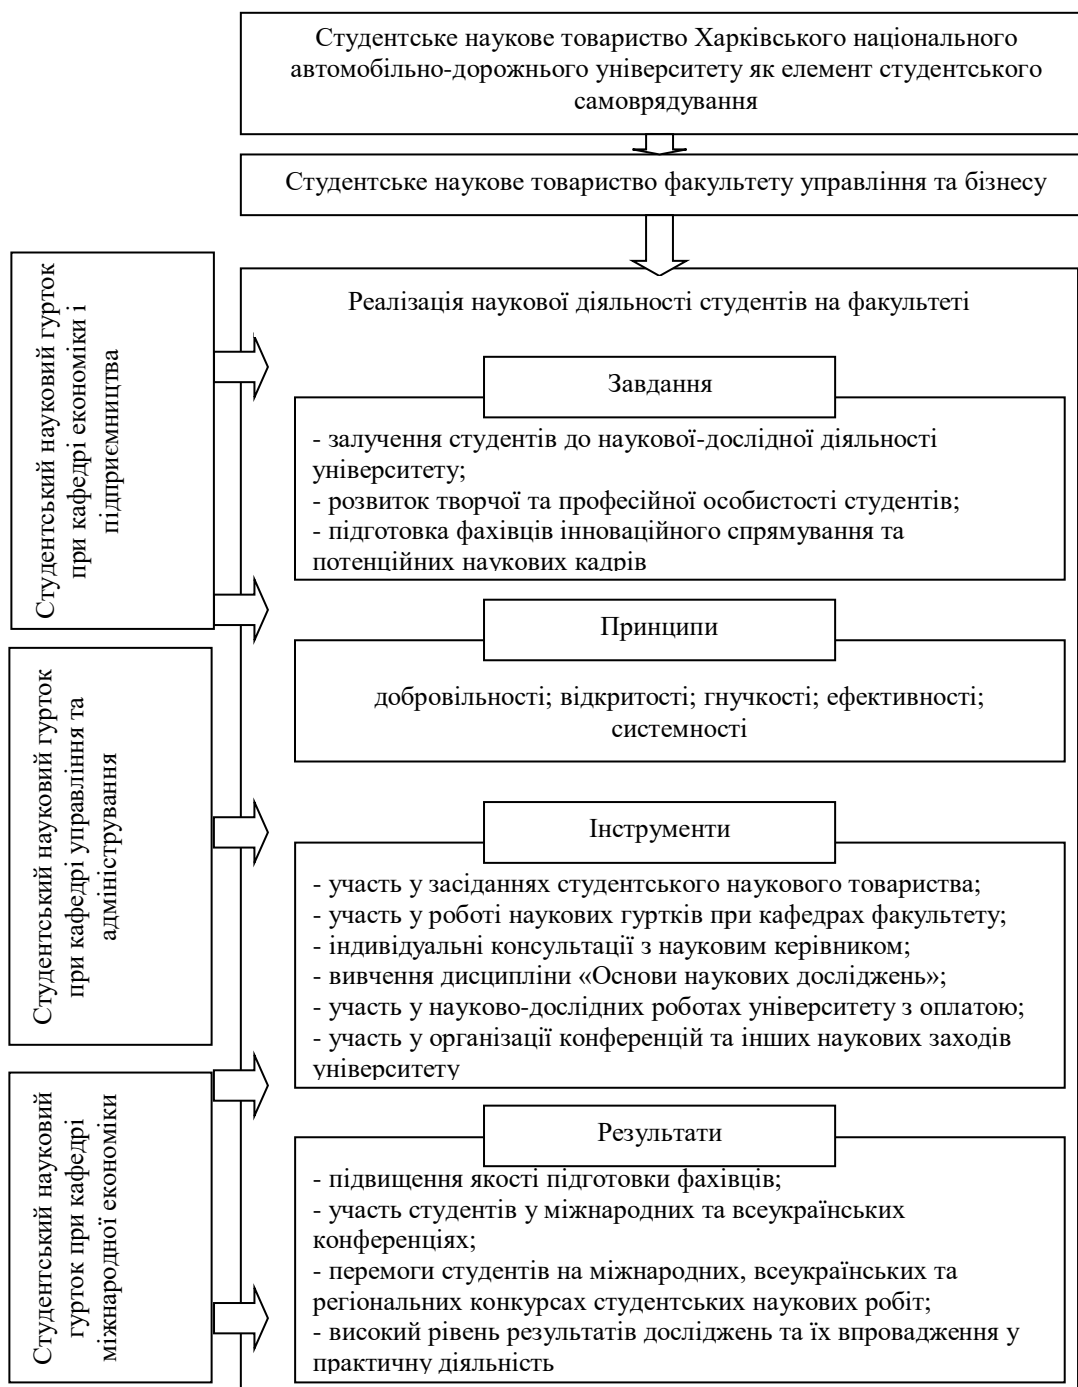 Студентське наукове товариство Харківського національного
автомобільно-дорожнього університету як елемент студентського
самоврядування
Студентське наукове товариство факультету управління та бізнесу
Студентський науковий гурток
при кафедрі економіки і
підприємництва
Студентський науковий гурток
при кафедрі управління та
адміністрування
Студентський науковий
гурток при кафедрі
міжнародної економіки
Реалізація наукової діяльності студентів на факультеті
Завдання
- залучення студентів до наукової-дослідної діяльності
університету;
- розвиток творчої та професійної особистості студентів;
- підготовка фахівців інноваційного спрямування та
потенційних наукових кадрів
Принципи
добровільності; відкритості; гнучкості; ефективності;
системності
Інструменти
- участь у засіданнях студентського наукового товариства;
- участь у роботі наукових гуртків при кафедрах факультету;
- індивідуальні консультації з науковим керівником;
- вивчення дисципліни «Основи наукових досліджень»;
- участь у науково-дослідних роботах університету з оплатою;
- участь у організації конференцій та інших наукових заходів
університету
Результати
- підвищення якості підготовки фахівців;
- участь студентів у міжнародних та всеукраїнських
конференціях;
- перемоги студентів на міжнародних, всеукраїнських та
регіональних конкурсах студентських наукових робіт;
- високий рівень результатів досліджень та їх впровадження у
практичну діяльність